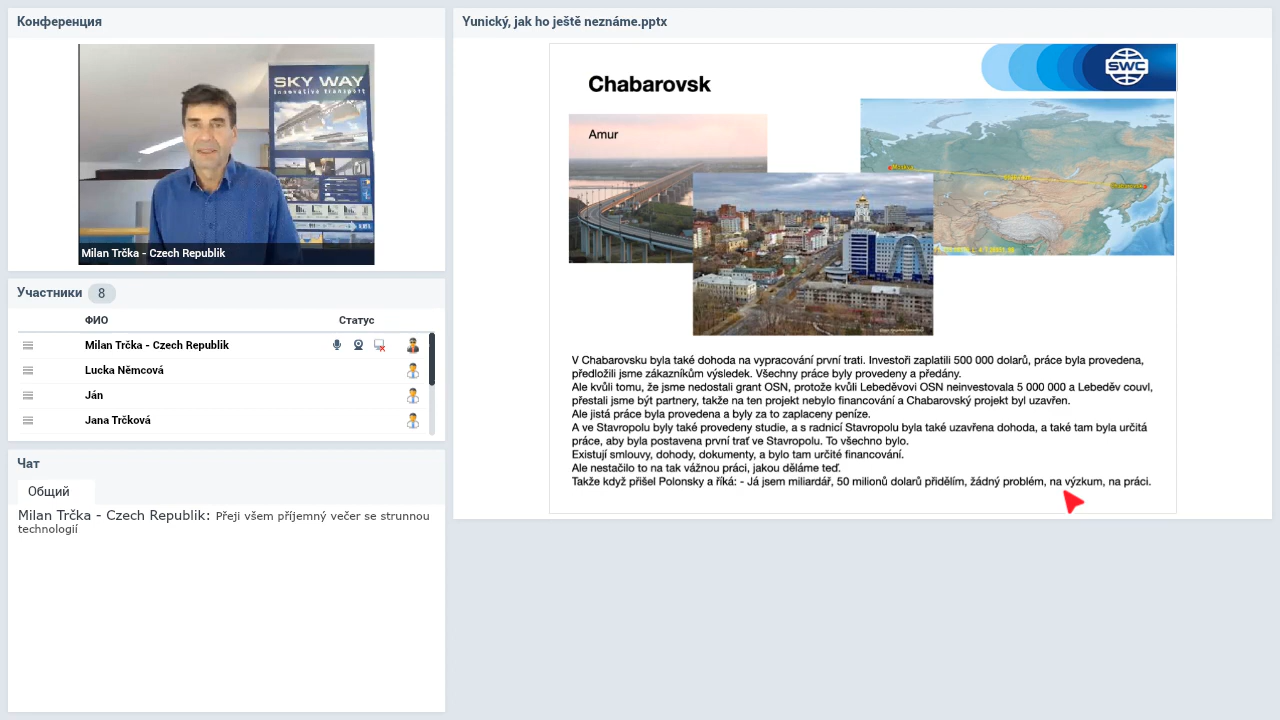 Конференция
SKY WAY
Innovative transport
Milan Trčka - Czech Republik
Участники 8
ФИО Статус
Milan Trčka - Czech Republik
Lucka Němcová
Ján
Jana Trčková
Чат
Общий
Milan Trčka - Czech Republik: Přeji všem příjemný večer se strunnou
technologií
Yunický, jak ho ještě neznáme.pptx
SWC
Chabarovsk
Amur
V Chabarovsku byla také dohoda na vypracování první trati. Investoři zaplatili 500 000 dolarů, práce byla provedena,
předložili jsme zákazníkům výsledek. Všechny práce byly provedeny a předány.
Ale kvůli tomu, že jsme nedostali grant OSN, protože kvůli Lebeděvovi OSN neinvestovala 5 000 000 a Lebeděv couvl,
přestali jsme být partnery, takže na ten projekt nebylo financování a Chabarovský projekt byl uzavřen.
Ale jistá práce byla provedena a byly za to zaplaceny peníze.
A ve Stavropolu byly také provedeny studie, a s radnicí Stavropolu byla také uzavřena dohoda, a také tam byla určitá
práce, aby byla postavena první trať ve Stavropolu. To všechno bylo.
Existují smlouvy, dohody, dokumenty, a bylo tam určité financování.
Ale nestačilo to na tak vážnou práci, jakou děláme teď.
Takže když přišel Polonsky a říká: - Já jsem miliardář, 50 milionů dolarů přidělím, žádný problém, na výzkum, na práci.